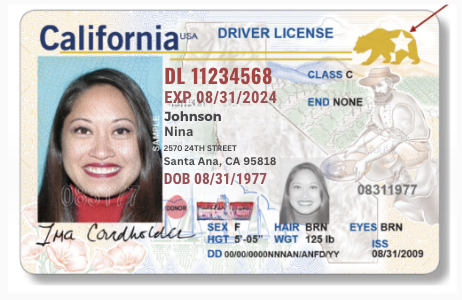 California USA DRIVER LICENSE
DL 11234568
CLASS C
EXP 08/31/2024
END NONE
Johnson
Nina
2570 24TH STREET
Santa Ana, CA 95818
DOB 08/31/1977
SAMPLE
08311977
DONOR
SEX F HAIR BRN EYES BRN
HGT 5'-05" WGT 125 lb
ISS
DD 00/00/0000NNNAN/ANFD/YY 08/31/2009
Ima Cardholder